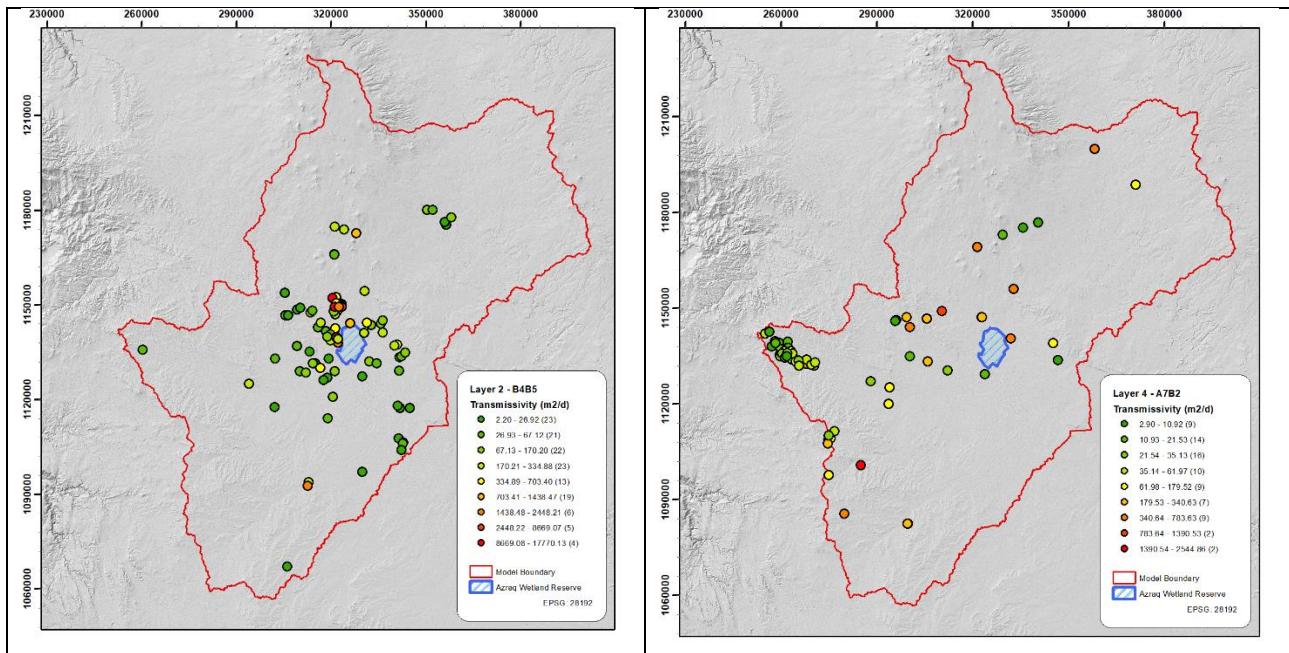 230000 260000 290000 320000 350000 380000
1210000
1180000
1150000
1120000
1090000
1060000
Layer 2 - B4B5
Transmissivity (m2/d)
2.20 - 26.92 (23)
26.93 - 67.12 (21)
67.13 - 170.20 (22)
170.21 - 334.88 (23)
334.89 - 703.40 (13)
703.41 - 1438.47 (19)
1438.48 - 2448.21 (6)
2448.22 - 8669.07 (5)
8669.08 - 17770.13 (4)
Model Boundary
Azraq Wetland Reserve
EPSG: 28192
230000 260000 290000 320000 350000 380000
1210000
1180000
1150000
1120000
1090000
1060000
Layer 4 - A7B2
Transmissivity (m2/d)
2.90 - 10.92 (9)
10.93 - 21.53 (14)
21.54 - 35.13 (16)
35.14 - 61.97 (10)
61.98 - 179.52 (9)
179.53 - 340.63 (7)
340.64 - 783.63 (9)
783.64 - 1390.53 (2)
1390.54 - 2544.86 (2)
Model Boundary
Azraq Wetland Reserve
EPSG: 28192